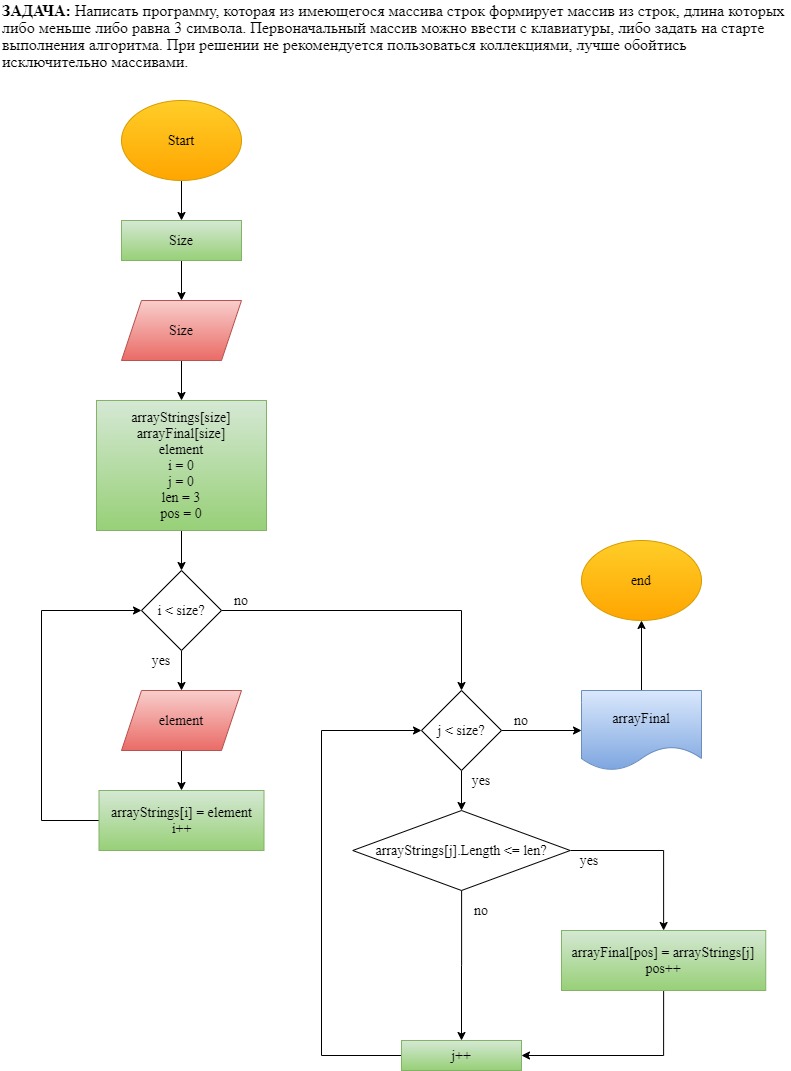 ЗАДАЧА: Написать программу, которая из имеющегося массива строк формирует массив из строк, длина которых
либо меньше либо равна 3 символа. Первоначальный массив можно ввести с клавиатуры, либо задать на старте
выполнения алгоритма. При решении не рекомендуется пользоваться коллекциями, лучше обойтись
исключительно массивами.
Start
Size
Size
arrayStrings[size]
arrayFinal[size]
element
i = 0
j = 0
len = 3
pos = 0
i < size?
no
yes
element
arrayStrings[i] = element
i++
j < size?
no
yes
arrayFinal
end
arrayStrings[j].Length <= len?
yes
no
arrayFinal[pos] = arrayStrings[j]
pos++
j++